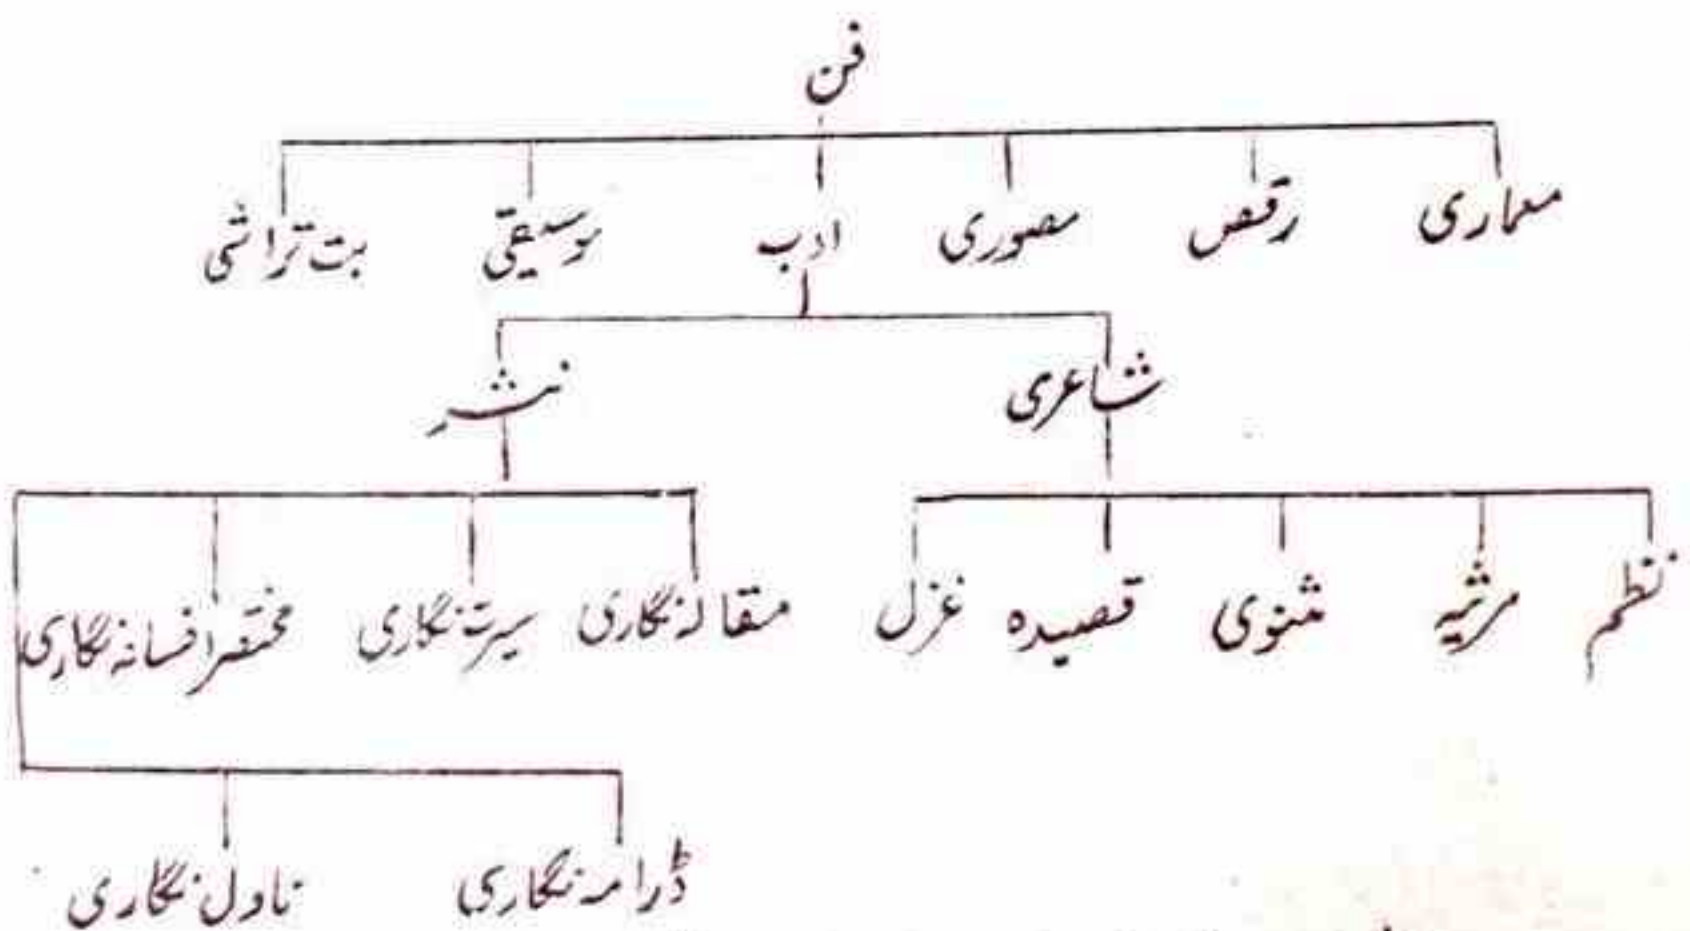 فن
معماری رقص مصوری ادب موسیقی بت تراشی
شاعری نثر
نظم مرثیہ مثنوی قصیدہ غزل مقالہ نگاری سیرت نگاری مختصر افسانہ نگاری
ڈرامہ نگاری ناول نگاری